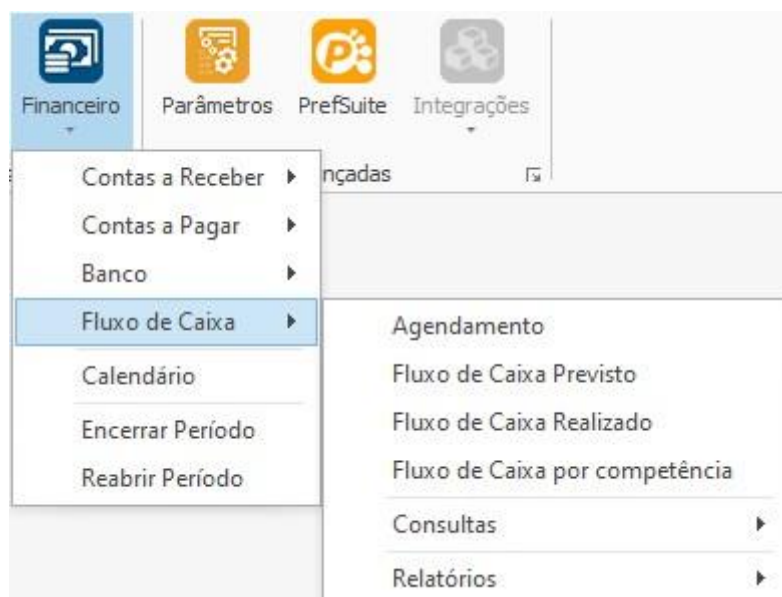 Financeiro
Parâmetros
PrefSuite
Integrações
nçadas
Contas a Receber
Contas a Pagar
Banco
Fluxo de Caixa
Calendário
Encerrar Período
Reabrir Período
Agendamento
Fluxo de Caixa Previsto
Fluxo de Caixa Realizado
Fluxo de Caixa por competência
Consultas
Relatórios